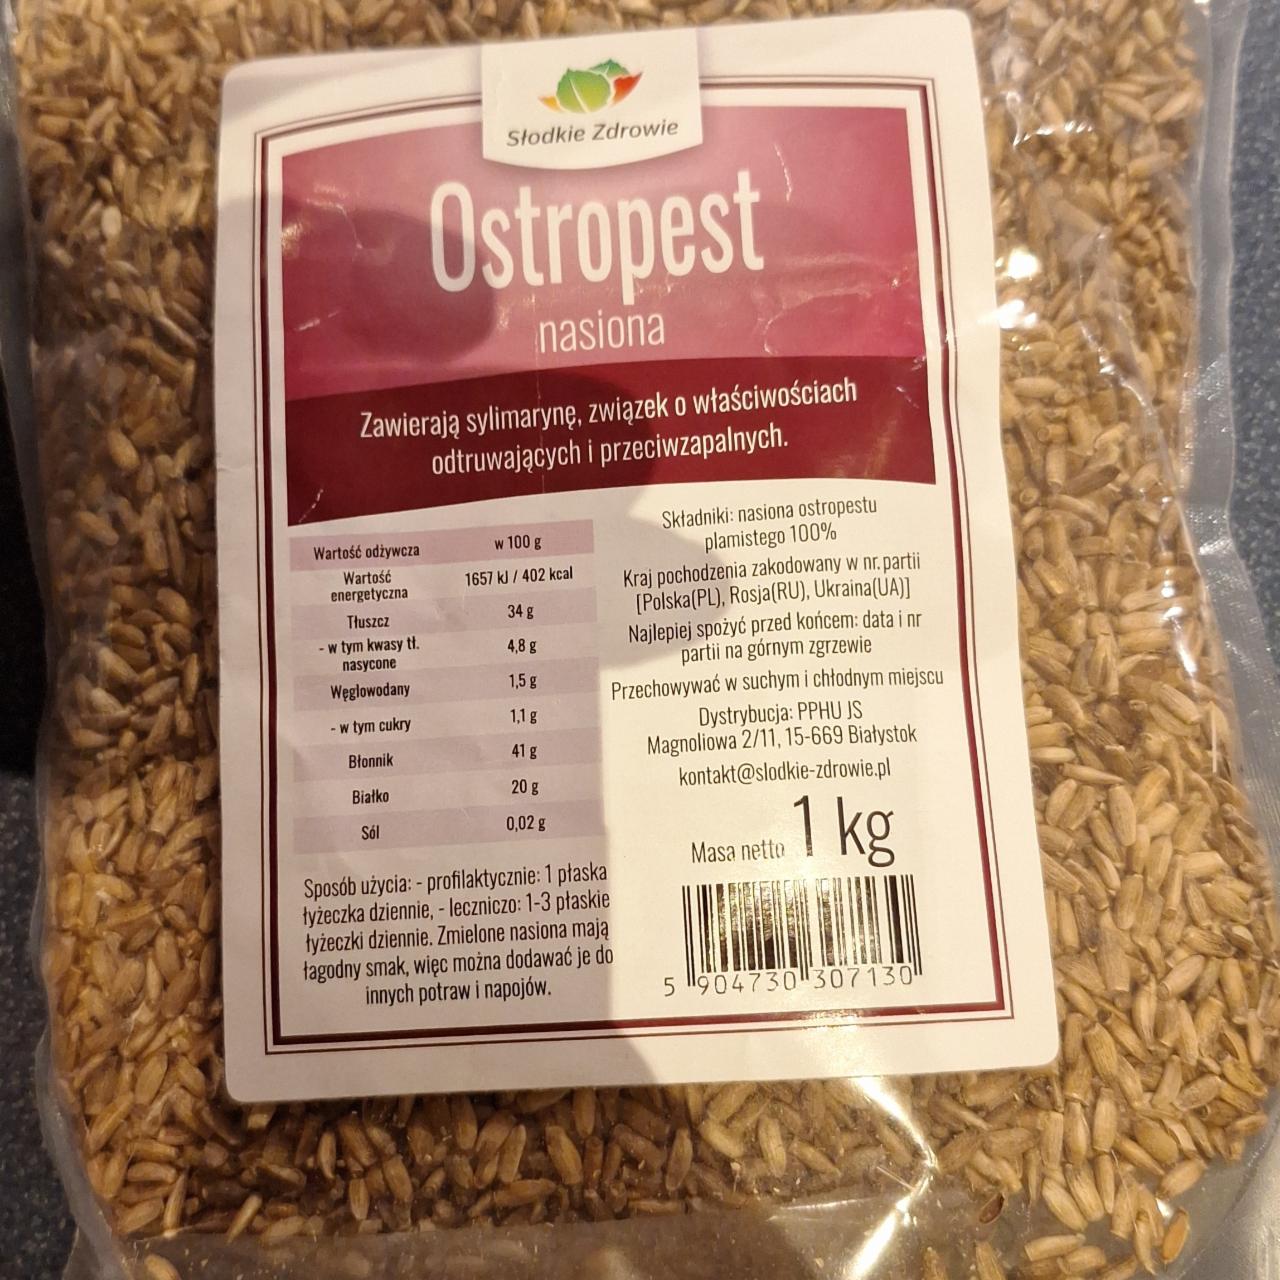 Słodkie Zdrowie
Ostropest
nasiona
Zawierają sylimarynę, związek o właściwościach
odtruwających i przeciwzapalnych.
Wartość odżywcza w 100 g
Wartość
energetyczna 1657 kJ / 402 kcal
Tłuszcz 34 g
- w tym kwasy tł.
nasycone 4,8 g
Węglowodany 1,5 g
- w tym cukry 1,1 g
Błonnik 41 g
Białko 20 g
Sól 0,02 g
Sposób użycia: - profilaktycznie: 1 płaska
łyżeczka dziennie, - leczniczo: 1-3 płaskie
łyżeczki dziennie. Zmielone nasiona mają
łagodny smak, więc można dodawać je do
innych potraw i napojów.
Składniki: nasiona ostropestu
plamistego 100%
Kraj pochodzenia zakodowany w nr. partii
[Polska(PL), Rosja(RU), Ukraina(UA)]
Najlepiej spożyć przed końcem: data i nr
partii na górnym zgrzewie
Przechowywać w suchym i chłodnym miejscu
Dystrybucja: PPHU JS
Magnoliowa 2/11, 15-669 Białystok
kontakt@slodkie-zdrowie.pl
Masa netto 1 kg
5 904730 307130